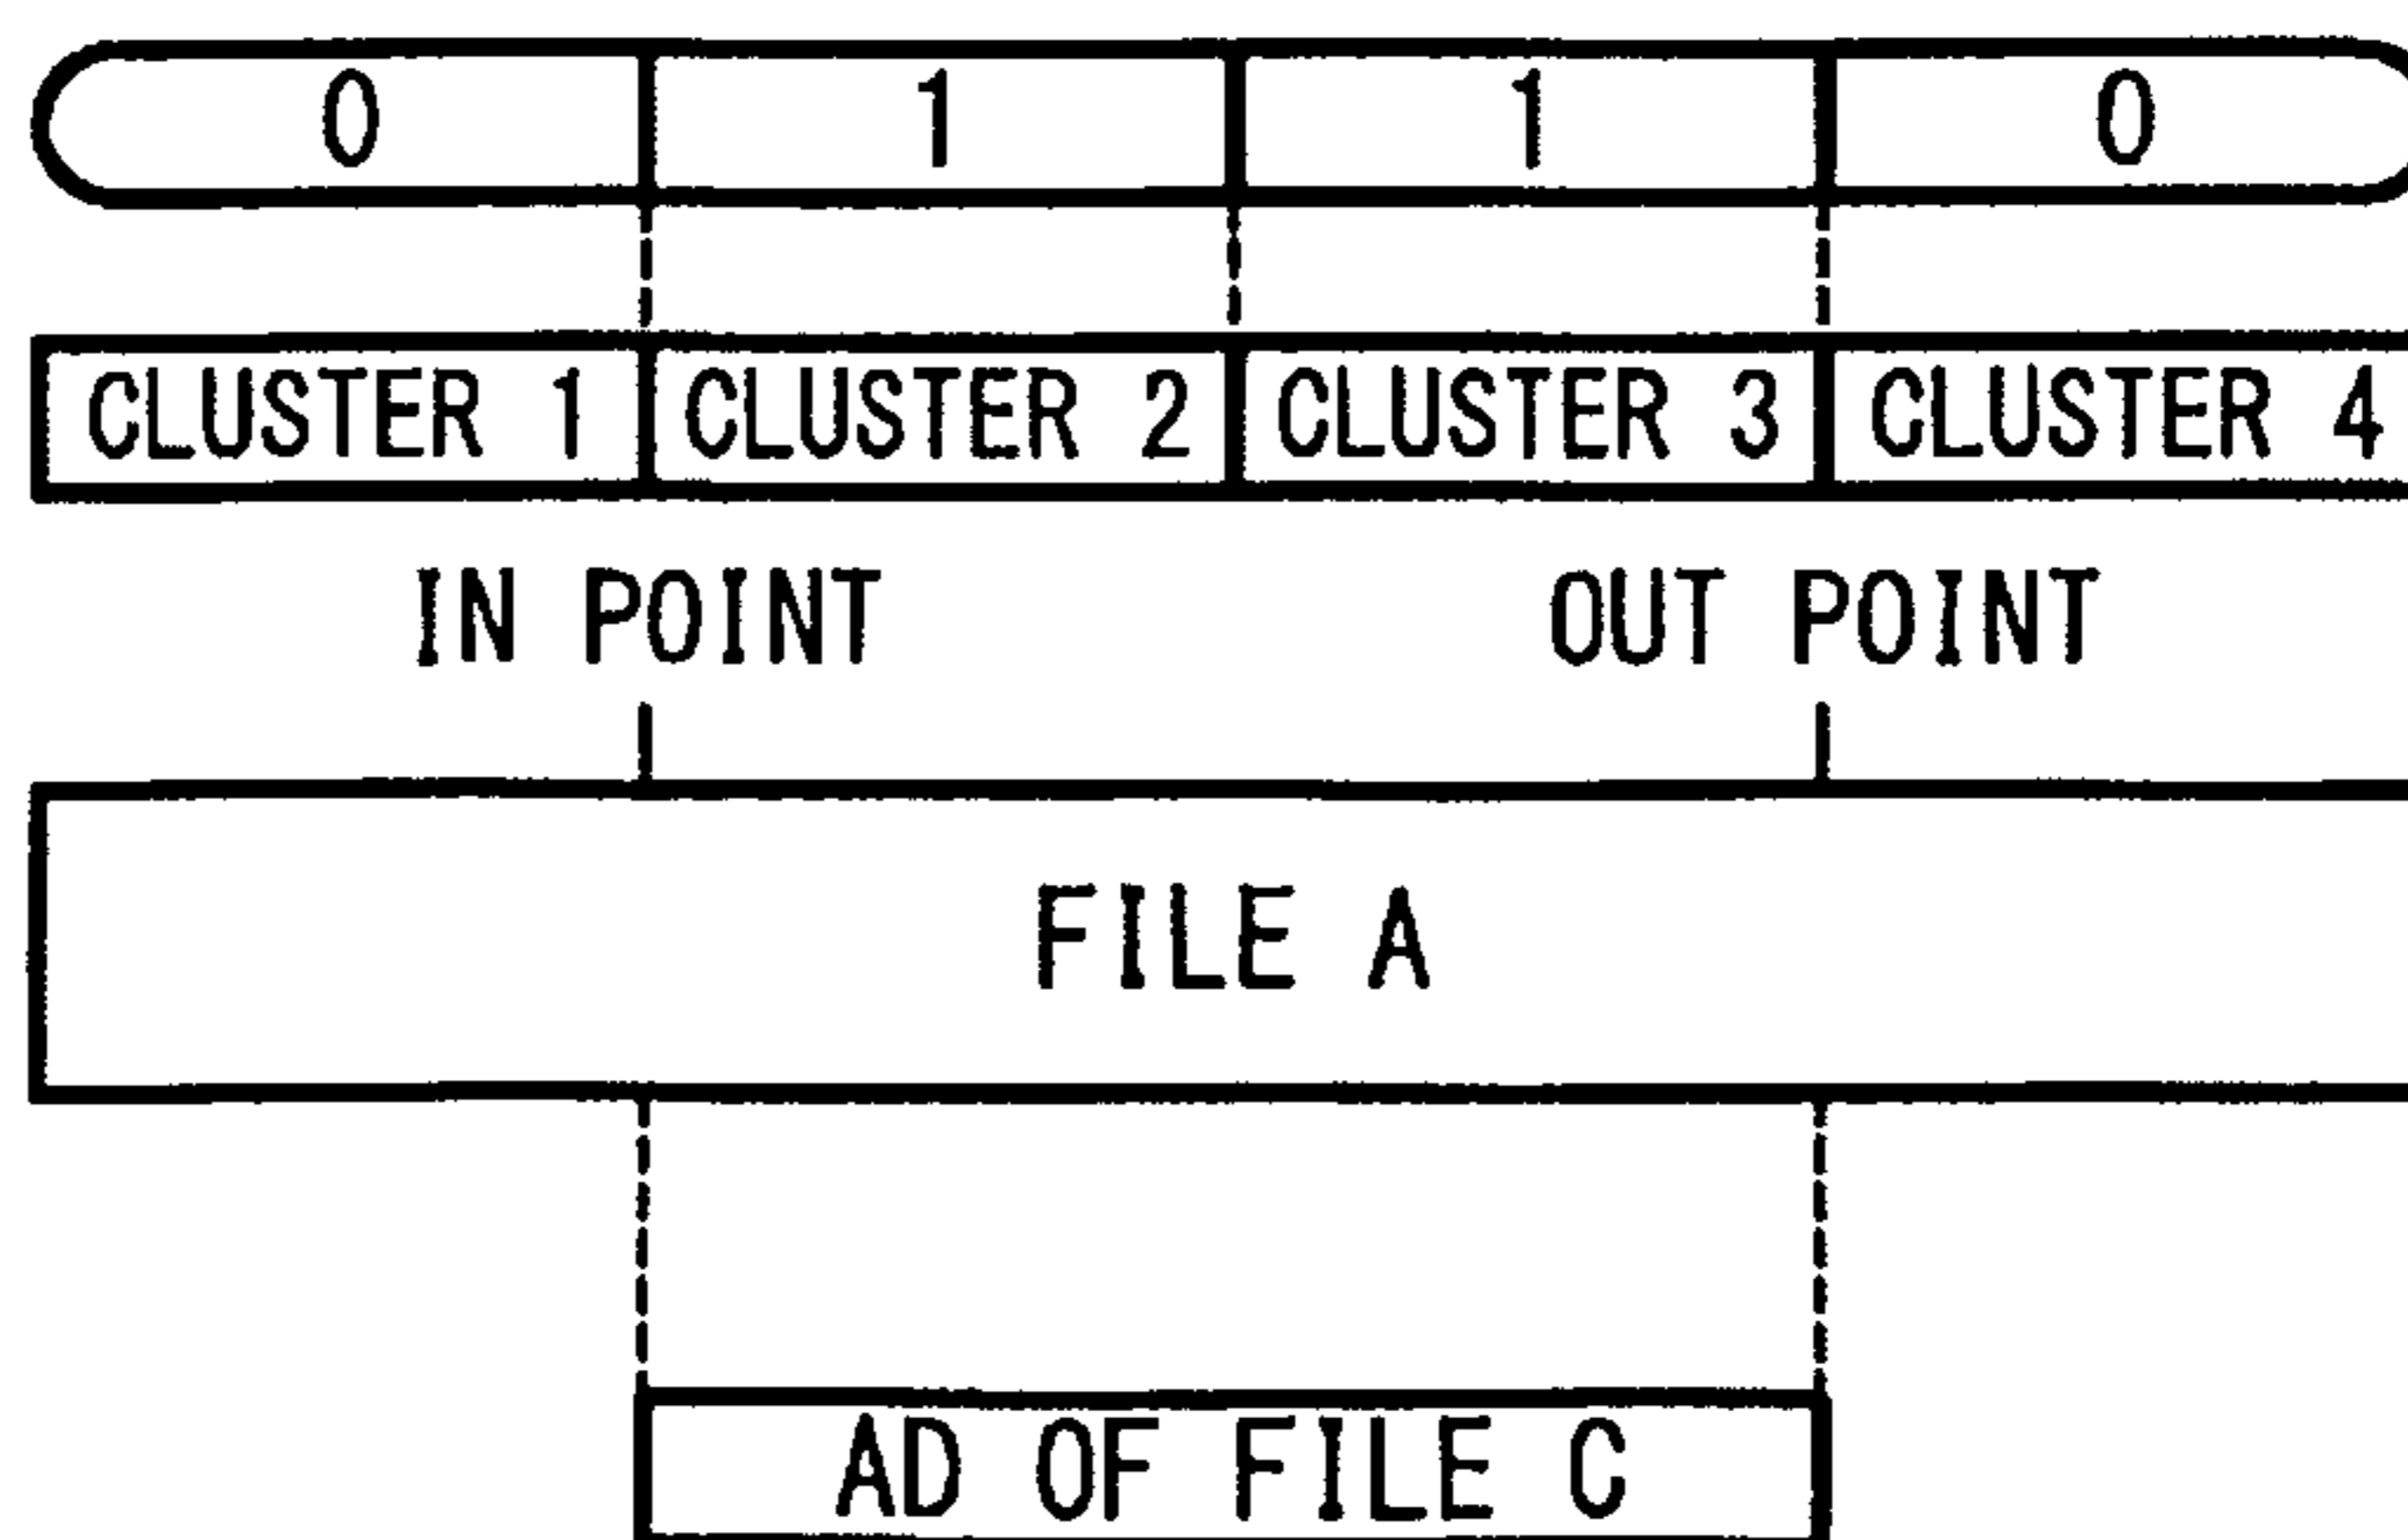 0 1 1 0
CLUSTER 1 CLUSTER 2 CLUSTER 3 CLUSTER 4
IN POINT OUT POINT
FILE A
AD OF FILE C